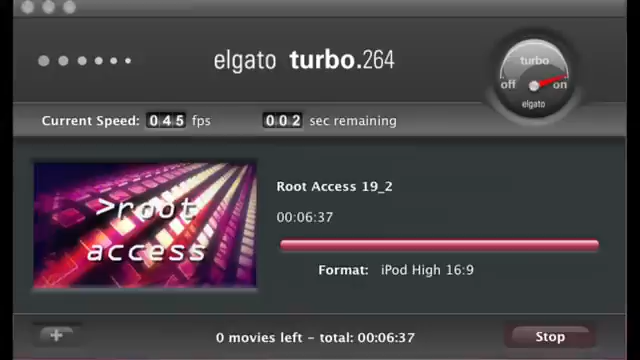 elgato turbo.264
turbo
off on
elgato
Current Speed: 045 fps 002 sec remaining
>root
access
Root Access 19_2
00:06:37
Format: iPod High 16:9
+
0 movies left – total: 00:06:37
Stop